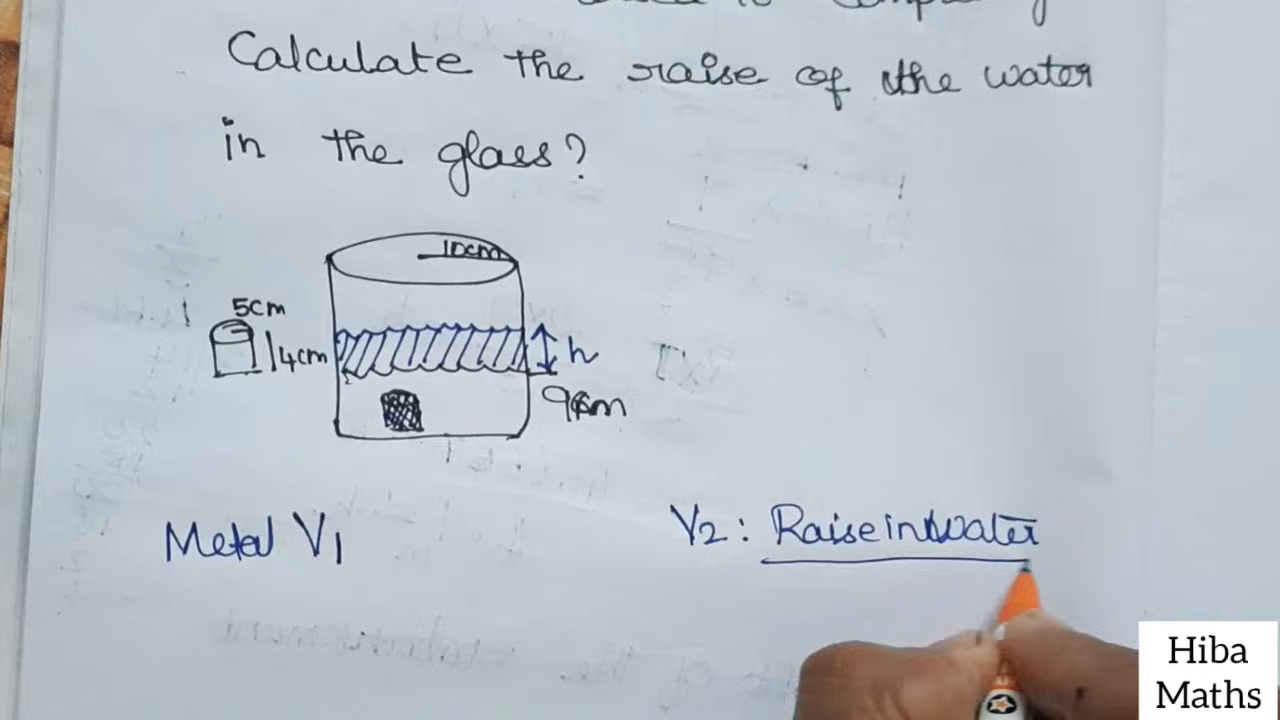 Calculate the raise of the water
in the glass?
10cm
5cm
4cm
h
9cm
Metal V1
V2: Raise in Water
Hiba
Maths